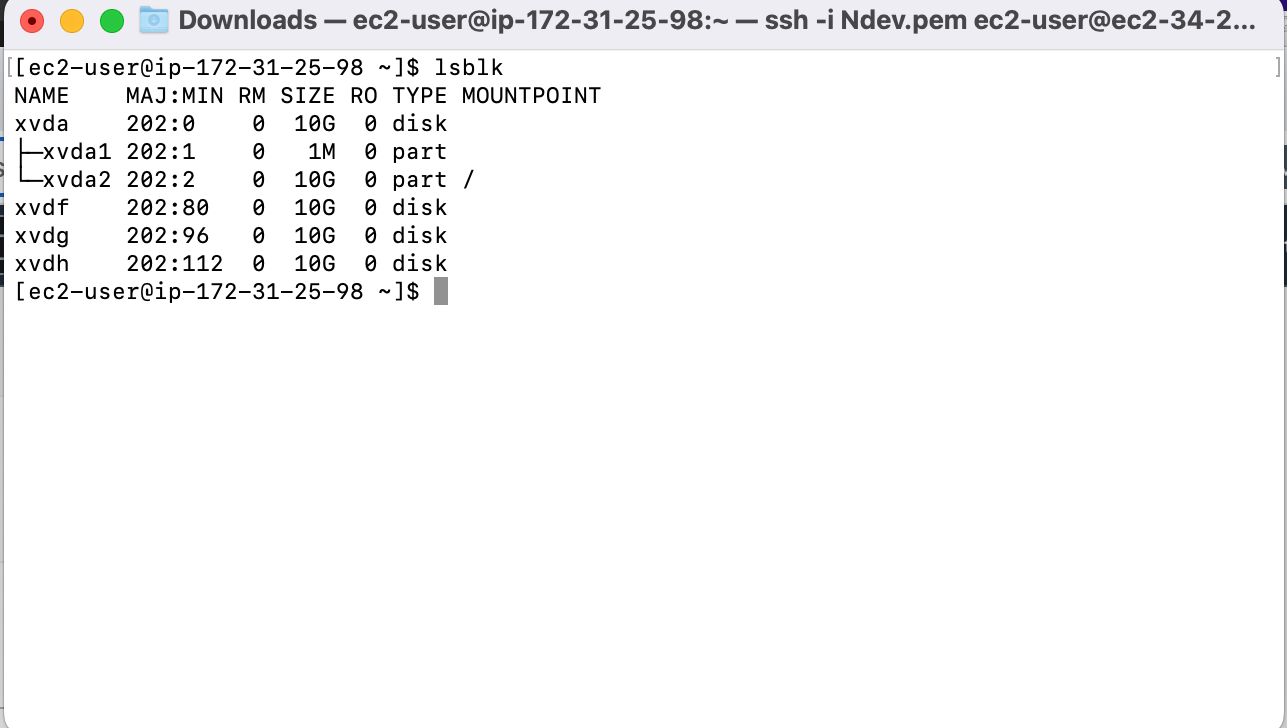 Downloads — ec2-user@ip-172-31-25-98:~ — ssh -i Ndev.pem ec2-user@ec2-34-2...
[[ec2-user@ip-172-31-25-98 ~]$ lsblk ]
NAME    MAJ:MIN RM SIZE RO TYPE MOUNTPOINT
xvda    202:0    0  10G  0 disk
├─xvda1 202:1    0   1M  0 part
└─xvda2 202:2    0  10G  0 part /
xvdf    202:80   0  10G  0 disk
xvdg    202:96   0  10G  0 disk
xvdh    202:112  0  10G  0 disk
[ec2-user@ip-172-31-25-98 ~]$